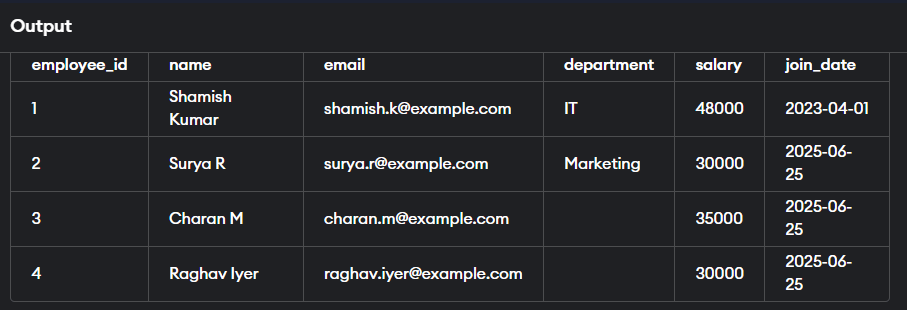 Output
employee_id name email department salary join_date
1 Shamish Kumar shamish.k@example.com IT 48000 2023-04-01
2 Surya R surya.r@example.com Marketing 30000 2025-06-25
3 Charan M charan.m@example.com 35000 2025-06-25
4 Raghav Iyer raghav.iyer@example.com 30000 2025-06-25